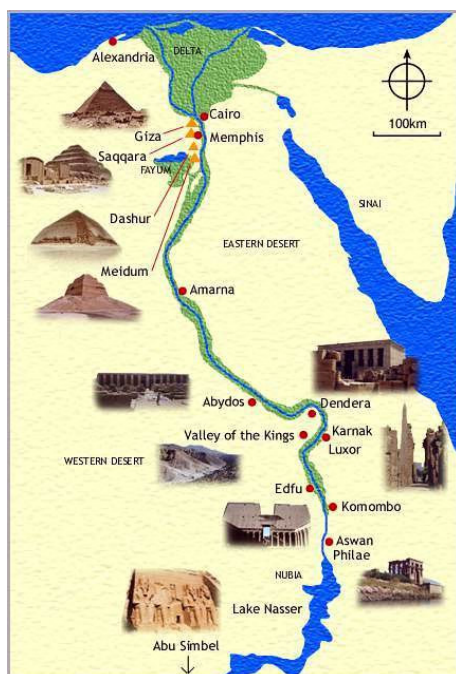 DELTA
Alexandria
Cairo
Giza
Memphis
100km
Saqqara
FAYUM
SINAI
Dashur
EASTERN DESERT
Meidum
Amarna
Abydos
Dendera
Valley of the Kings
Karnak
Luxor
WESTERN DESERT
Edfu
Komombo
Aswan
Philae
NUBIA
Lake Nasser
Abu Simbel